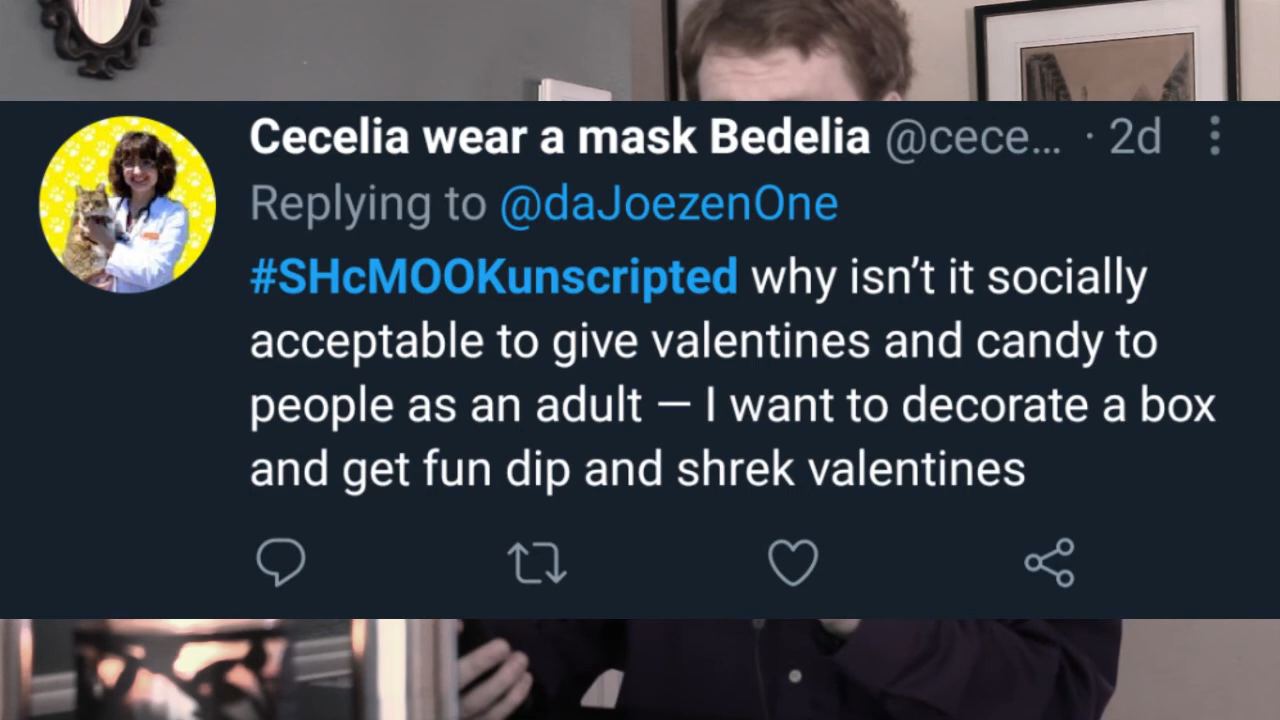 Cecelia wear a mask Bedelia @cece... · 2d
Replying to @daJoezenOne
#SHcMOOKunscripted why isn’t it socially
acceptable to give valentines and candy to
people as an adult — I want to decorate a box
and get fun dip and shrek valentines